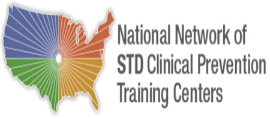 National Network of
STD Clinical Prevention
Training Centers